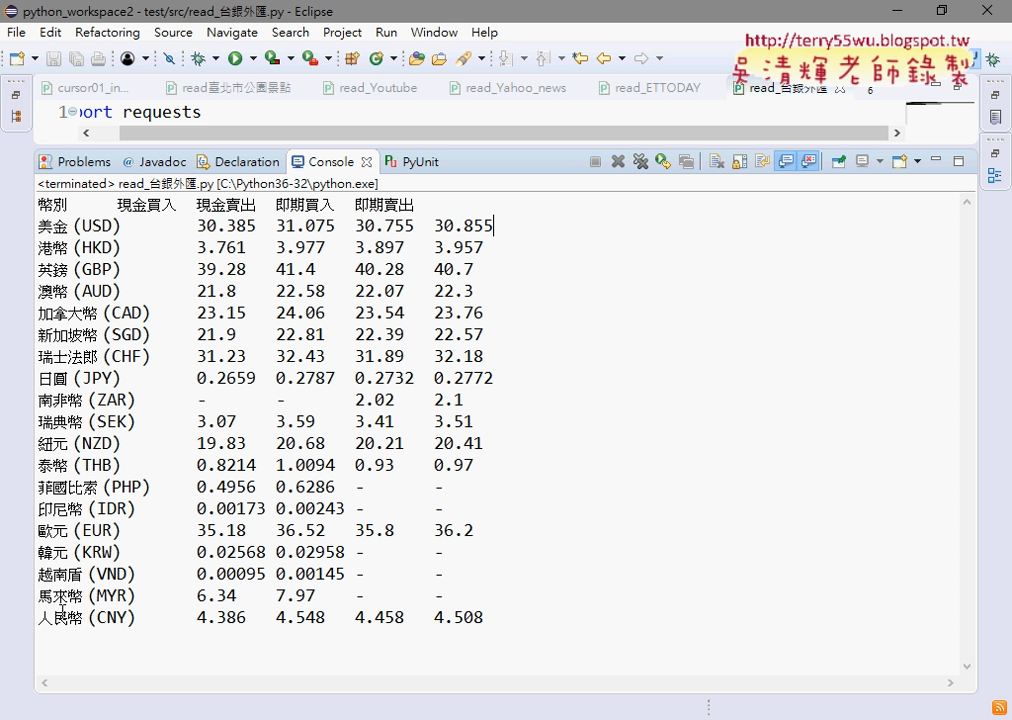 python_workspace2 - test/src/read_台銀外匯.py - Eclipse
File Edit Refactoring Source Navigate Search Project Run Window Help
http://terry55wu.blogspot.tw
吳清輝老師錄製
cursor01_in... read臺北市公園景點 read_Youtube read_Yahoo_news read_ETTODAY read_台銀外匯 6
1 port requests
Problems Javadoc Declaration Console PyUnit
<terminated> read_台銀外匯.py [C:\Python36-32\python.exe]
幣別 現金買入 現金賣出 即期買入 即期賣出
美金 (USD) 30.385 31.075 30.755 30.855
港幣 (HKD) 3.761 3.977 3.897 3.957
英鎊 (GBP) 39.28 41.4 40.28 40.7
澳幣 (AUD) 21.8 22.58 22.07 22.3
加拿大幣 (CAD) 23.15 24.06 23.54 23.76
新加坡幣 (SGD) 21.9 22.81 22.39 22.57
瑞士法郎 (CHF) 31.23 32.43 31.89 32.18
日圓 (JPY) 0.2659 0.2787 0.2732 0.2772
南非幣 (ZAR) - - 2.02 2.1
瑞典幣 (SEK) 3.07 3.59 3.41 3.51
紐元 (NZD) 19.83 20.68 20.21 20.41
泰幣 (THB) 0.8214 1.0094 0.93 0.97
菲國比索 (PHP) 0.4956 0.6286 - -
印尼幣 (IDR) 0.00173 0.00243 - -
歐元 (EUR) 35.18 36.52 35.8 36.2
韓元 (KRW) 0.02568 0.02958 - -
越南盾 (VND) 0.00095 0.00145 - -
馬來幣 (MYR) 6.34 7.97 - -
人民幣 (CNY) 4.386 4.548 4.458 4.508